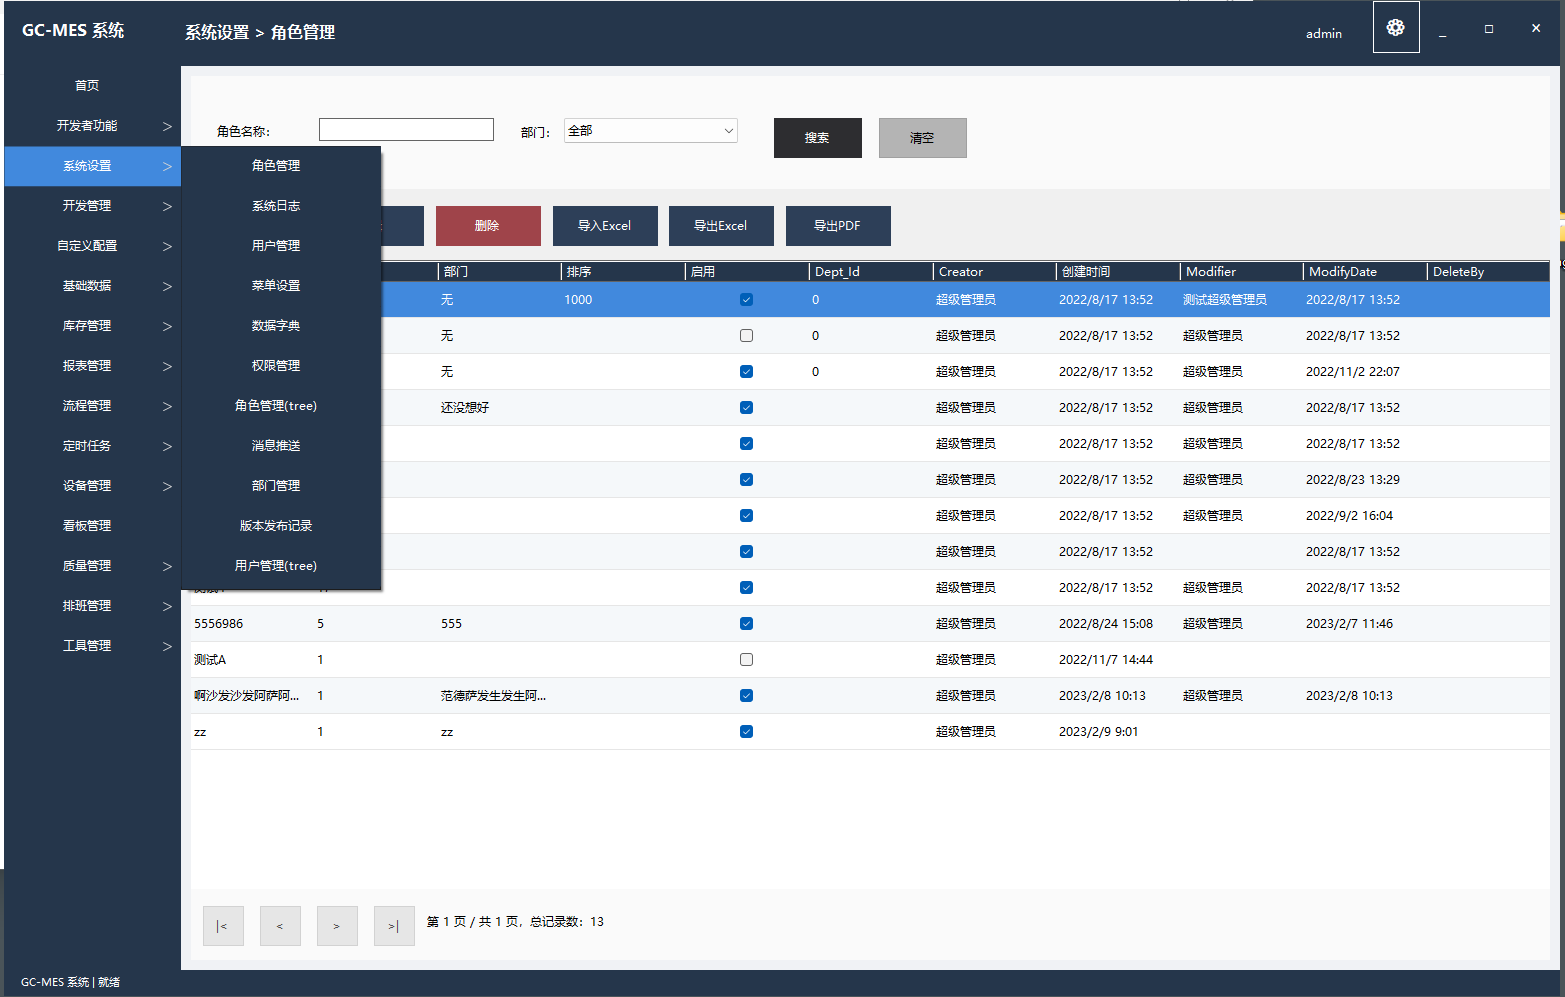 GC-MES 系统
系统设置 > 角色管理
admin
首页
开发者功能 >
系统设置 >
开发管理 >
自定义配置 >
基础数据 >
库存管理 >
报表管理 >
流程管理 >
定时任务 >
设备管理 >
看板管理
质量管理 >
排班管理 >
工具管理 >
角色管理
系统日志
用户管理
菜单设置
数据字典
权限管理
角色管理(tree)
消息推送
部门管理
版本发布记录
用户管理(tree)
角色名称: 部门: 全部 搜索 清空
删除 导入Excel 导出Excel 导出PDF
部门 排序 启用 Dept_Id Creator 创建时间 Modifier ModifyDate DeleteBy
无 1000 0 超级管理员 2022/8/17 13:52 测试超级管理员 2022/8/17 13:52
无 0 超级管理员 2022/8/17 13:52 超级管理员 2022/8/17 13:52
无 0 超级管理员 2022/8/17 13:52 超级管理员 2022/11/2 22:07
还没想好 超级管理员 2022/8/17 13:52 超级管理员 2022/8/17 13:52
超级管理员 2022/8/17 13:52 超级管理员 2022/8/17 13:52
超级管理员 2022/8/17 13:52 超级管理员 2022/8/23 13:29
超级管理员 2022/8/17 13:52 超级管理员 2022/9/2 16:04
超级管理员 2022/8/17 13:52 2022/8/17 13:52
超级管理员 2022/8/17 13:52 超级管理员 2022/8/17 13:52
5556986 5 555 超级管理员 2022/8/24 15:08 超级管理员 2023/2/7 11:46
测试A 1 超级管理员 2022/11/7 14:44
啊沙发沙发阿萨阿... 1 范德萨发生发生阿... 超级管理员 2023/2/8 10:13 超级管理员 2023/2/8 10:13
zz 1 zz 超级管理员 2023/2/9 9:01
|< < > >| 第 1 页 / 共 1 页，总记录数：13
GC-MES 系统 | 就绪